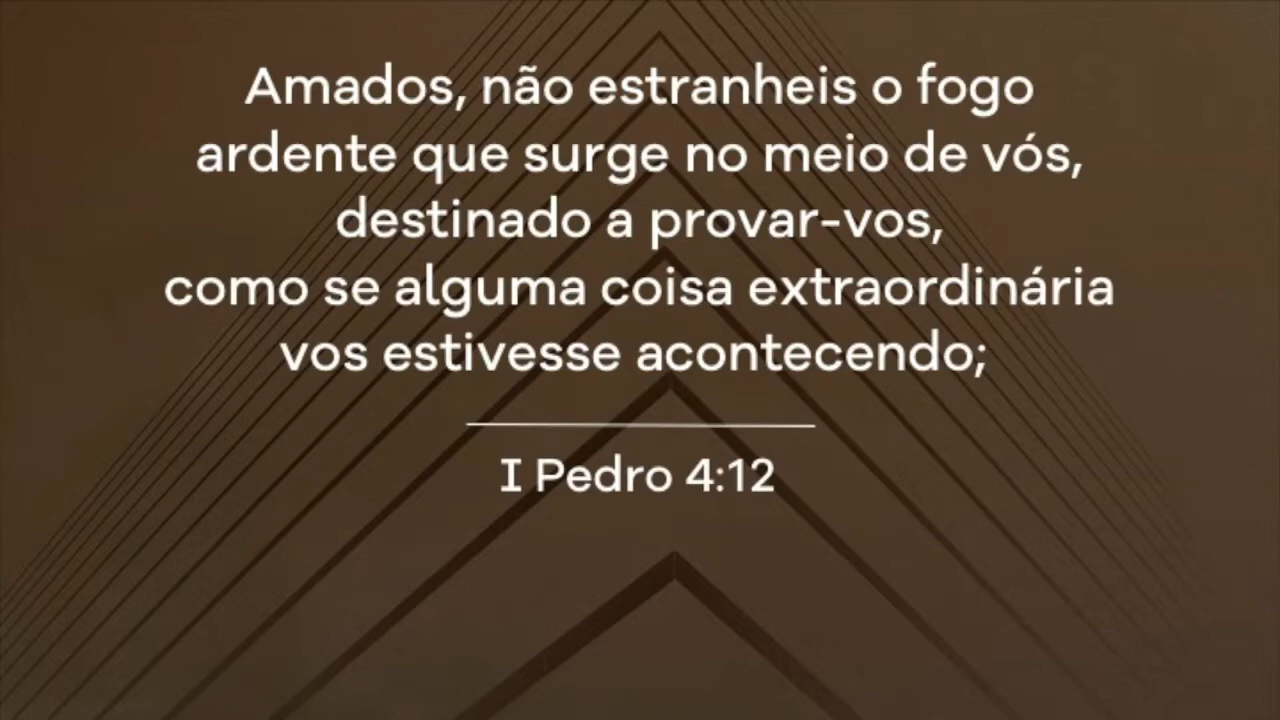 Amados, não estranheis o fogo
ardente que surge no meio de vós,
destinado a provar-vos,
como se alguma coisa extraordinária
vos estivesse acontecendo;
I Pedro 4:12